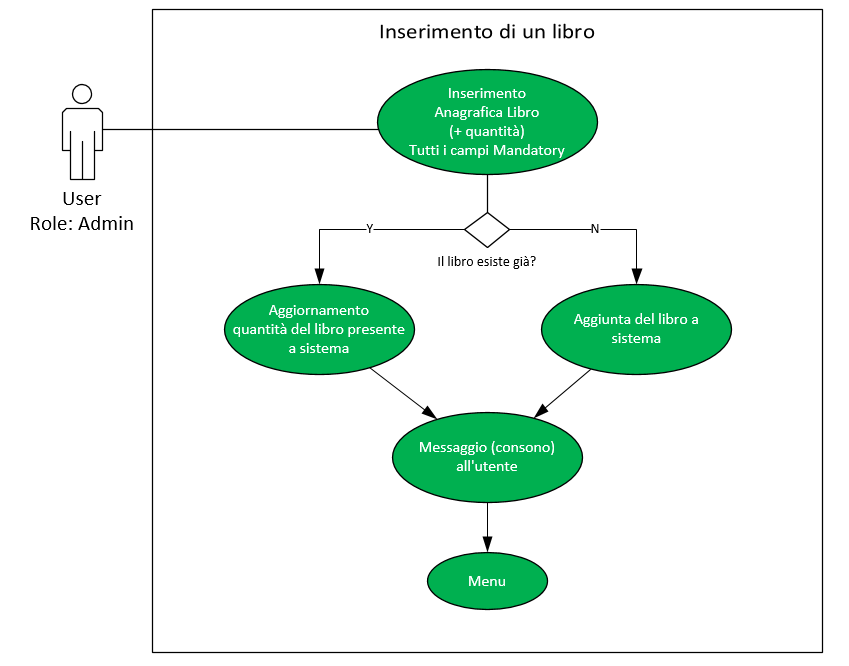 Inserimento di un libro
Inserimento
Anagrafica Libro
(+ quantità)
Tutti i campi Mandatory
User
Role: Admin
Y
N
Il libro esiste già?
Aggiornamento
quantità del libro presente
a sistema
Aggiunta del libro a
sistema
Messaggio (consono)
all'utente
Menu